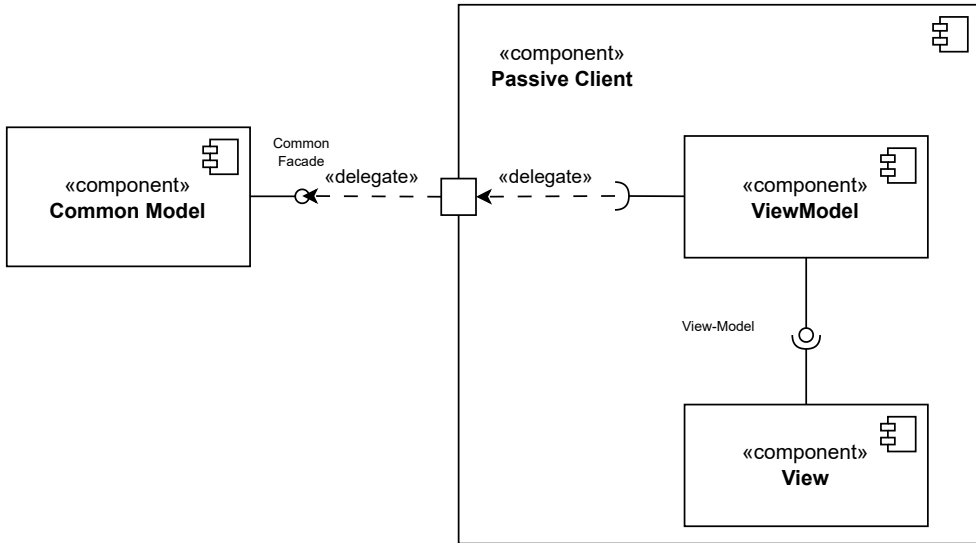 «component»
Passive Client
«component»
Common Model
Common
Facade
«delegate»
«delegate»
«component»
ViewModel
View-Model
«component»
View